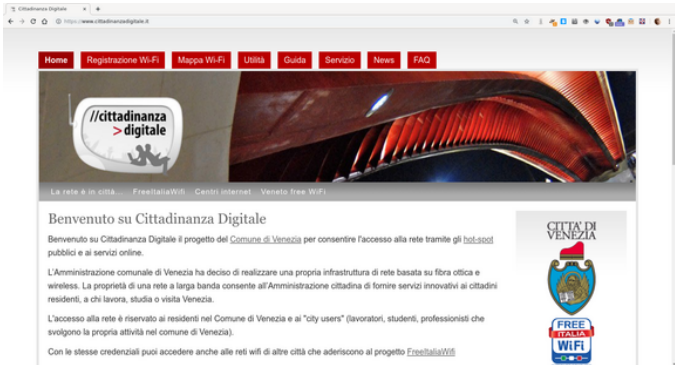 Cittadinanza Digitale
https://www.cittadinanzadigitale.it
Home Registrazione Wi-Fi Mappa Wi-Fi Utilità Guida Servizio News FAQ
//cittadinanza
>digitale
La rete è in città... FreeItaliaWifi Centri internet Veneto free WiFi
Benvenuto su Cittadinanza Digitale
Benvenuto su Cittadinanza Digitale il progetto del Comune di Venezia per consentire l'accesso alla rete tramite gli hot-spot
pubblici e ai servizi online.
L'Amministrazione comunale di Venezia ha deciso di realizzare una propria infrastruttura di rete basata su fibra ottica e
wireless. La proprietà di una rete a larga banda consente all'Amministrazione cittadina di fornire servizi innovativi ai cittadini
residenti, a chi lavora, studia o visita Venezia.
L'accesso alla rete è riservato ai residenti nel Comune di Venezia e ai "city users" (lavoratori, studenti, professionisti che
svolgono la propria attività nel comune di Venezia).
Con le stesse credenziali puoi accedere anche alle reti wifi di altre città che aderiscono al progetto FreeItaliaWifi
CITTA' DI
VENEZIA
FREE
ITALIA
WiFi